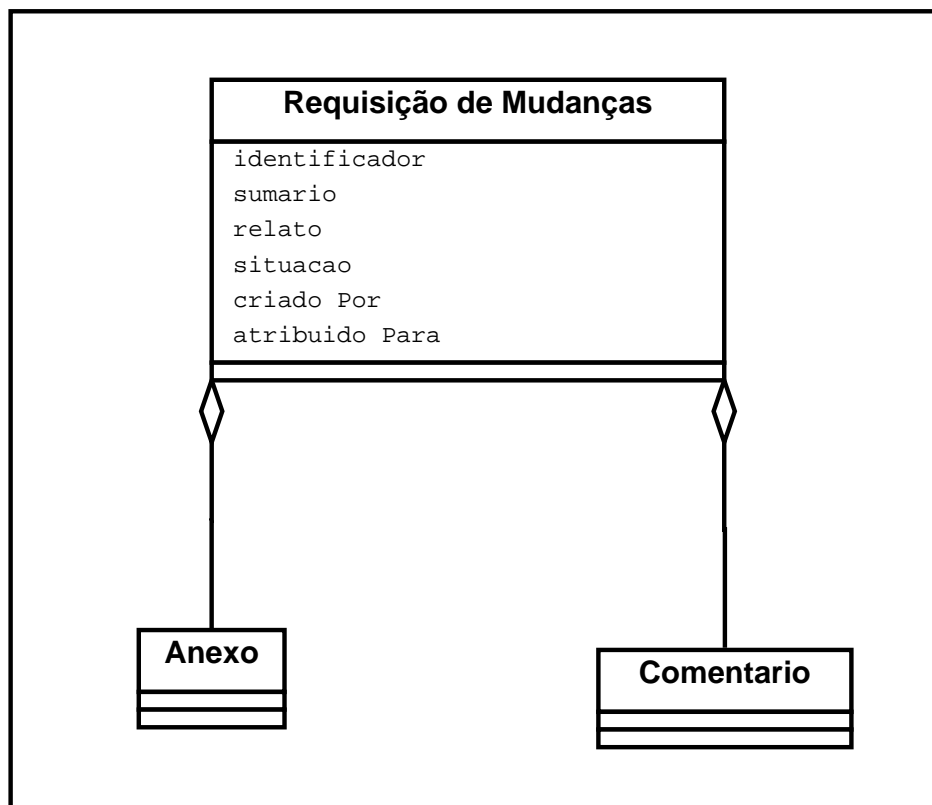 Requisição de Mudanças
identificador
sumario
relato
situacao
criado Por
atribuido Para
Anexo
Comentario